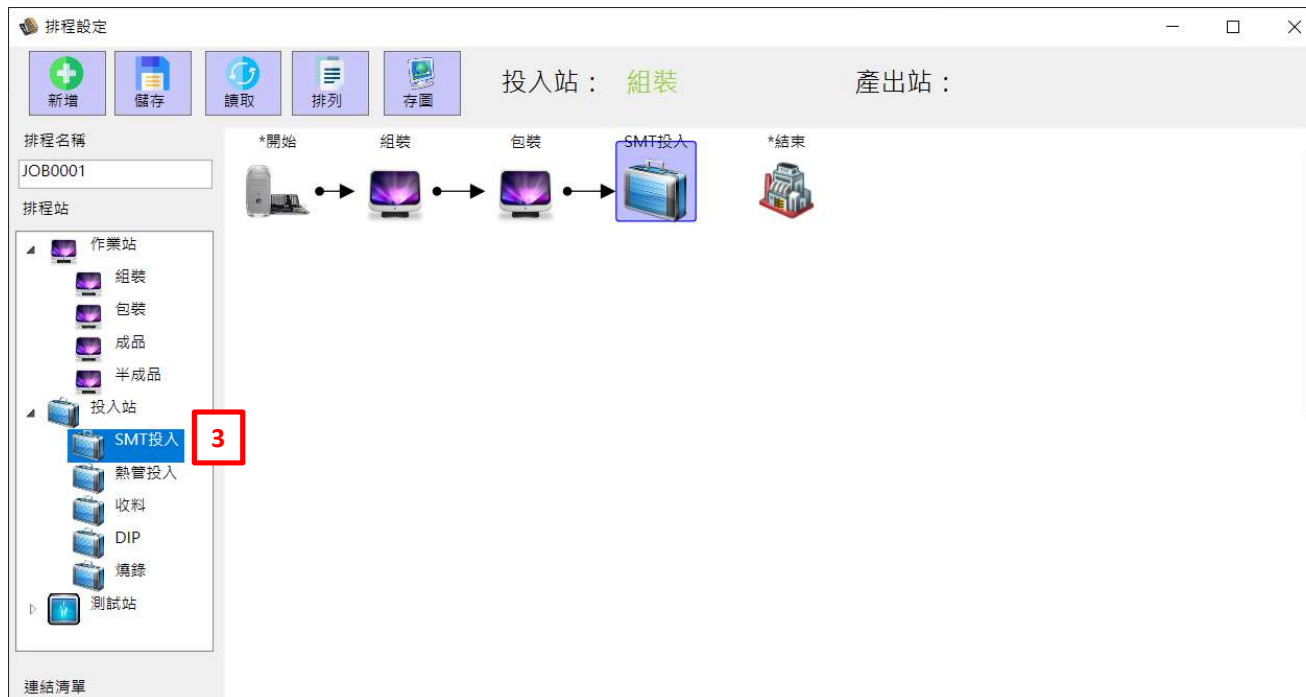 排程設定
新增
儲存
讀取
排列
存圖
投入站： 組裝
產出站：
排程名稱
JOB0001
排程站
作業站
組裝
包裝
成品
半成品
投入站
SMT投入
3
熱管投入
收料
DIP
燒錄
測試站
連結清單
*開始
組裝
包裝
SMT投入
*結束